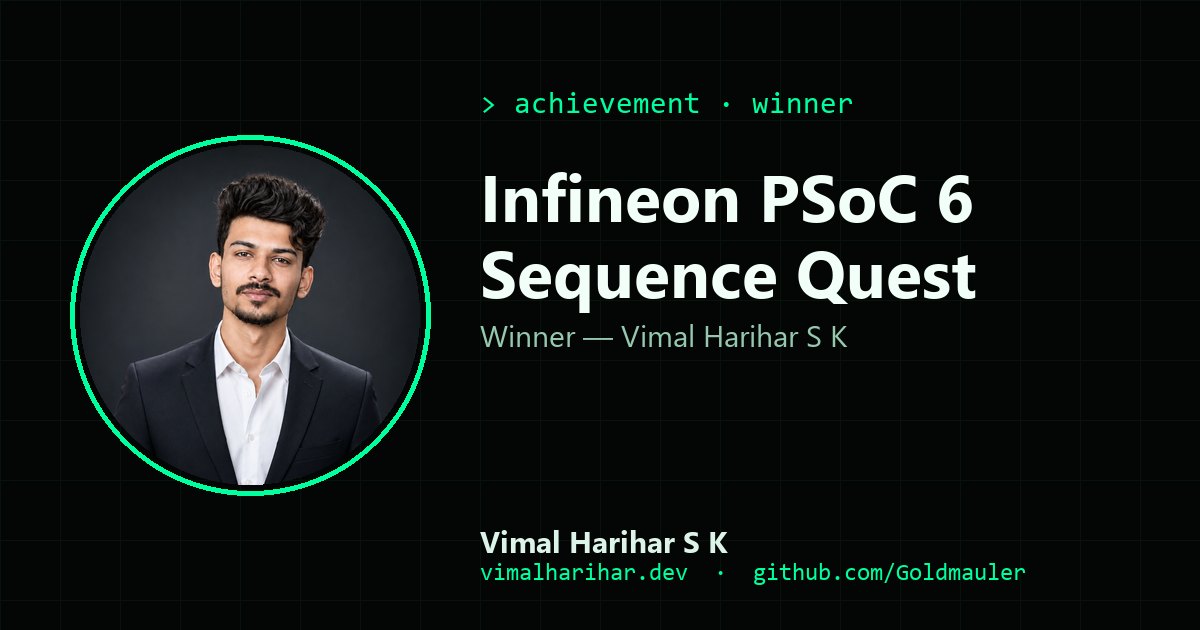 > achievement · winner
Infineon PSoC 6
Sequence Quest
Winner — Vimal Harihar S K
Vimal Harihar S K
vimalharihar.dev · github.com/Goldmauler